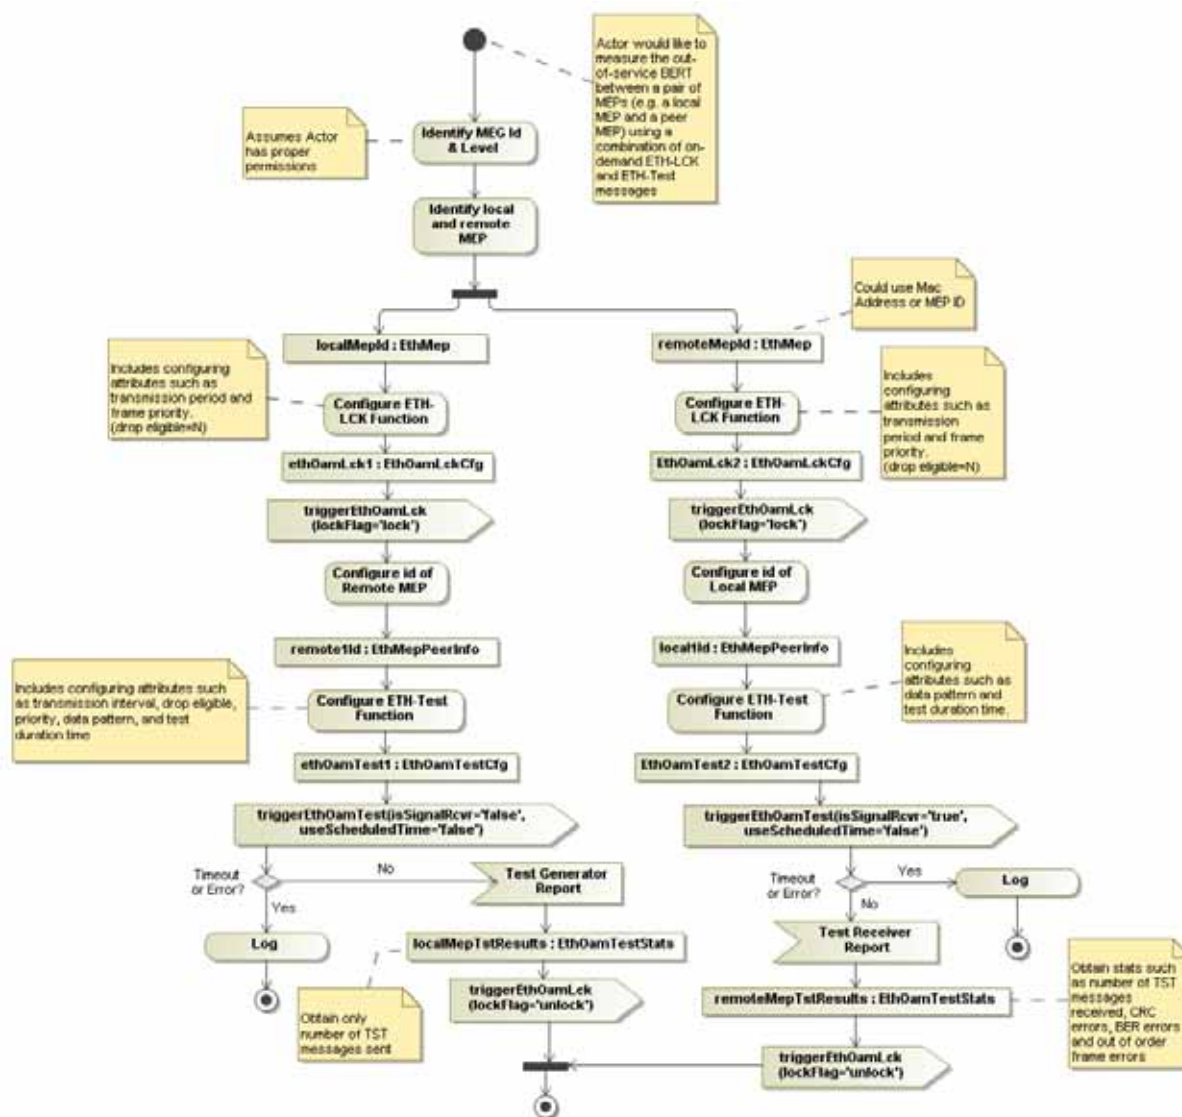 Actor would like to
measure the out-
of-service BERT
between a pair of
MEPs (e.g. a local
MEP and a peer
MEP) using a
combination of on-
demand ETH-LCK
and ETH-Test
messages
Assumes Actor
has proper
permissions
Identify MEG Id
& Level
Identify local
and remote
MEP
Could use Mac
Address or MEP ID
localMepId : EthMep
remoteMepId : EthMep
Includes configuring
attributes such as
transmission period and
frame priority.
(drop eligible=N)
Configure ETH-
LCK Function
Configure ETH-
LCK Function
Includes
configuring
attributes such as
transmission
period and frame
priority.
(drop eligible=N)
ethOamLck1 : EthOamLckCfg
EthOamLck2 : EthOamLckCfg
triggerEthOamLck
(lockFlag='lock')
triggerEthOamLck
(lockFlag='lock')
Configure id of
Remote MEP
Configure id of
Local MEP
remote1Id : EthMepPeerInfo
local1Id : EthMepPeerInfo
Includes
configuring
attributes such as
data pattern and
test duration time.
Includes configuring attributes such
as transmission interval, drop eligible,
priority, data pattern, and test
duration time
Configure ETH-Test
Function
Configure ETH-Test
Function
ethOamTest1 : EthOamTestCfg
EthOamTest2 : EthOamTestCfg
triggerEthOamTest(isSignalRcvr='false',
useScheduledTime='false')
triggerEthOamTest(isSignalRcvr='true',
useScheduledTime='false')
Timeout
or Error?
No
Yes
Test Generator
Report
Timeout
or Error?
Yes
No
Log
Log
Test Receiver
Report
localMepTstResults : EthOamTestStats
remoteMepTstResults : EthOamTestStats
Obtain only
number of TST
messages sent
triggerEthOamLck
(lockFlag='unlock')
Obtain stats such
as number of TST
messages
received, CRC
errors, BER errors
and out of order
frame errors
triggerEthOamLck
(lockFlag='unlock')